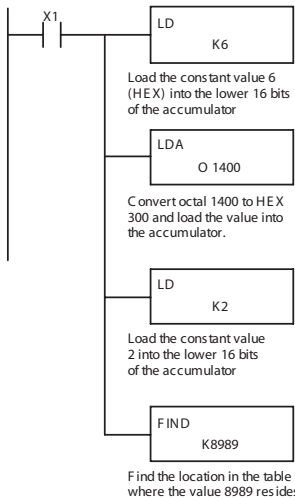 X1
LD
K6
Load the constant value 6
(HEX) into the lower 16 bits
of the accumulator
LDA
O 1400
Convert octal 1400 to HEX
300 and load the value into
the accumulator.
LD
K2
Load the constant value
2 into the lower 16 bits
of the accumulator
FIND
K8989
Find the location in the table
where the value 8989 resides